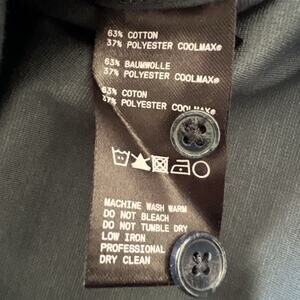 63% COTTON
37% POLYESTER COOLMAX®
63% BAUMWOLLE
37% POLYESTER COOLMAX®
63% COTON
37% POLYESTER COOLMAX®
MACHINE WASH WARM
DO NOT BLEACH
DO NOT TUMBLE DRY
LOW IRON
PROFESSIONAL
DRY CLEAN